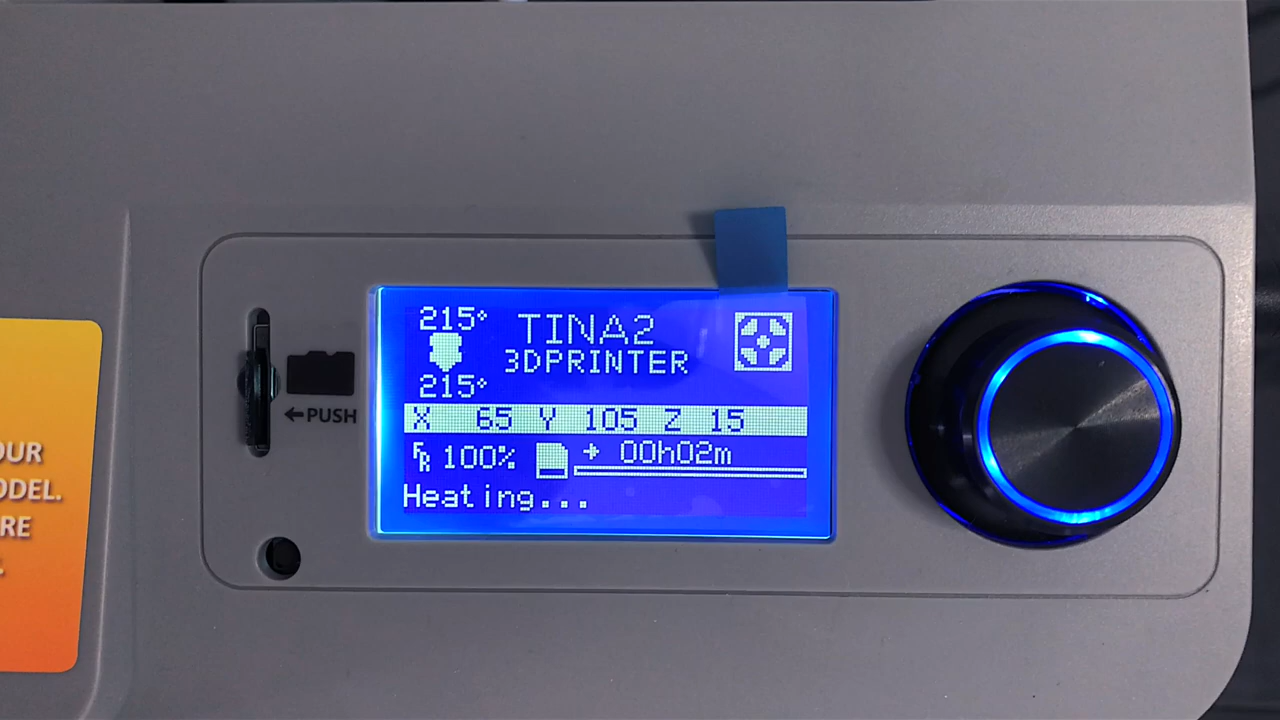 215°
TINA2
3DPRINTER
215°
X 65 Y 105 Z 15
FR 100% 00h02m
Heating...
←PUSH
OUR
ODEL.
RE